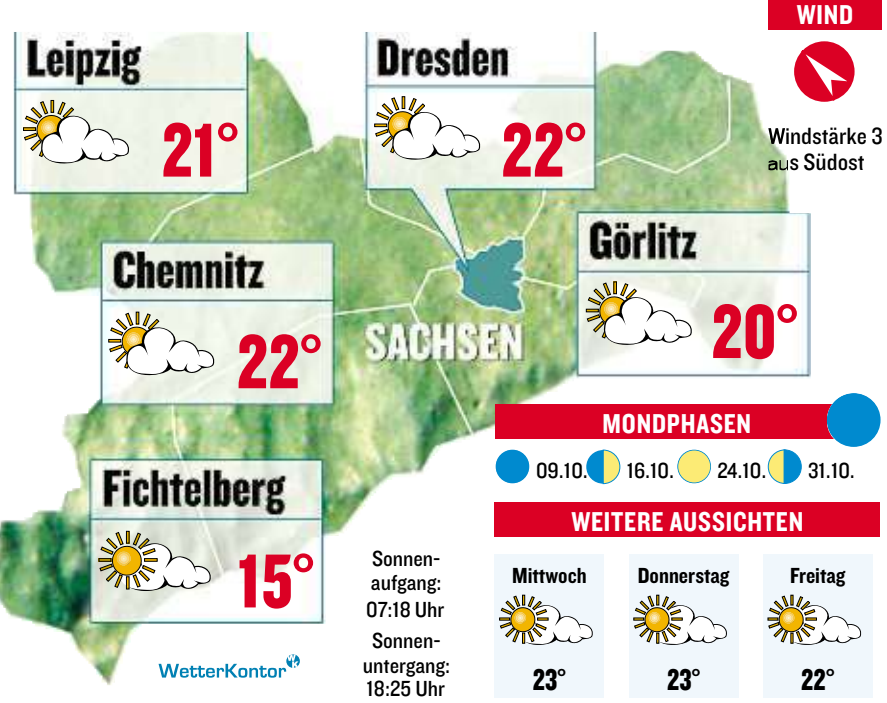 WIND
Windstärke 3
aus Südost
Leipzig
21°
Dresden
22°
Chemnitz
22°
Görlitz
20°
SACHSEN
Fichtelberg
15°
MONDPHASEN
09.10. 16.10. 24.10. 31.10.
WEITERE AUSSICHTEN
Mittwoch Donnerstag Freitag
23° 23° 22°
Sonnen-
aufgang:
07:18 Uhr
Sonnen-
untergang:
18:25 Uhr
WetterKontor